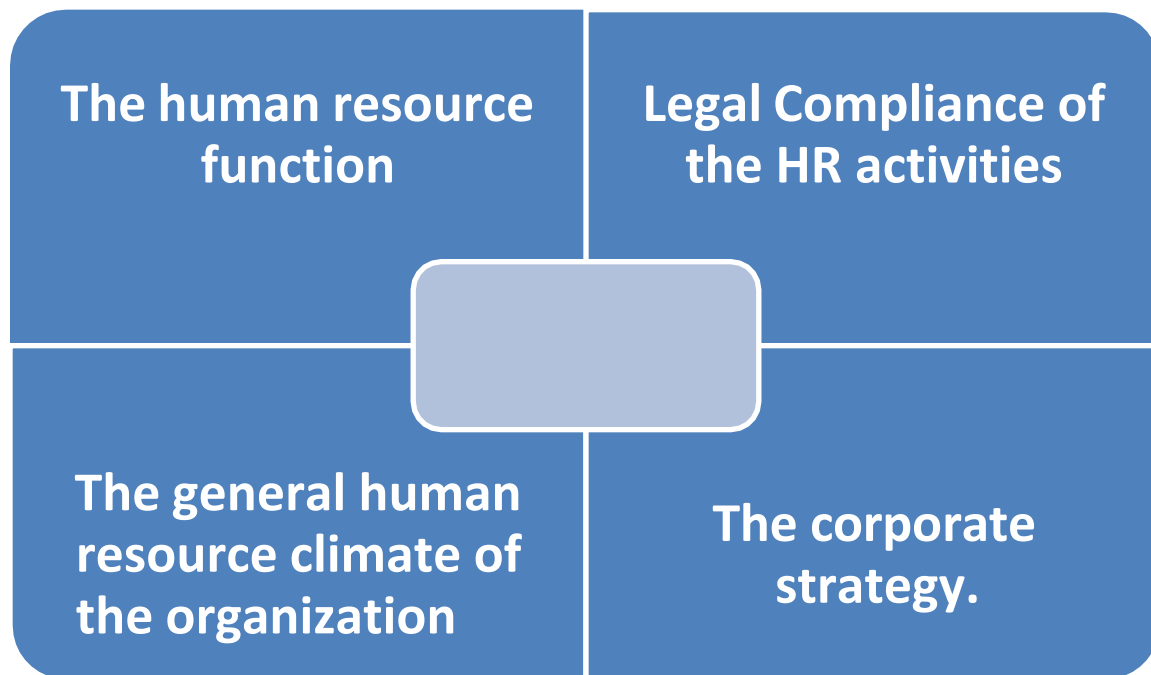 The human resource
function
Legal Compliance of
the HR activities
The general human
resource climate of
the organization
The corporate
strategy.